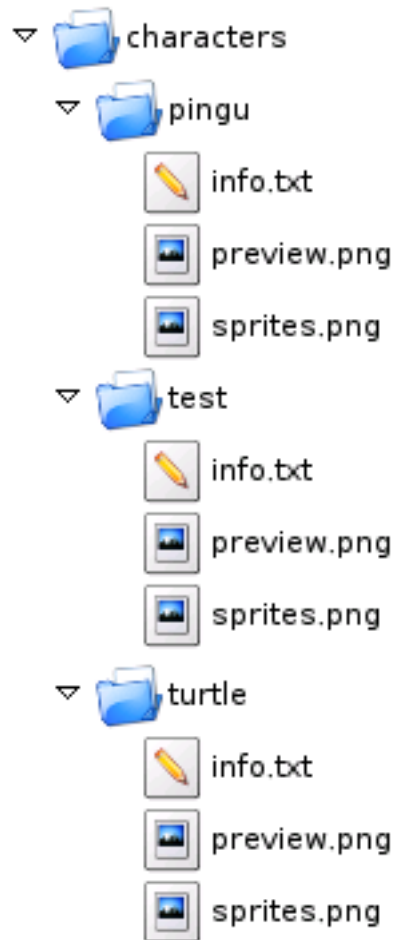 characters
pingu
info.txt
preview.png
sprites.png
test
info.txt
preview.png
sprites.png
turtle
info.txt
preview.png
sprites.png